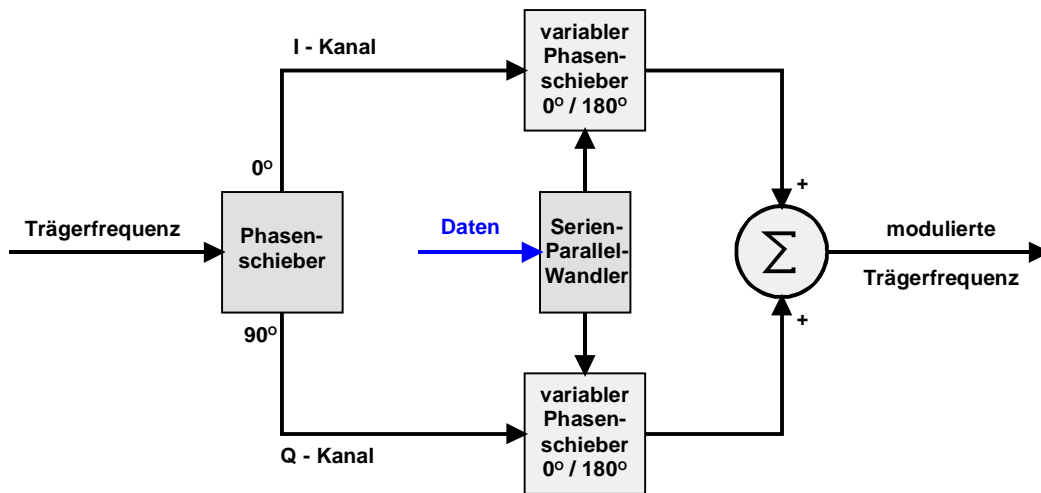 I - Kanal
variabler
Phasen-
schieber
0° / 180°
0°
+
Trägerfrequenz
Phasen-
schieber
Daten
Serien-
Parallel-
Wandler
Σ
modulierte
Trägerfrequenz
90°
+
variabler
Phasen-
schieber
0° / 180°
Q - Kanal